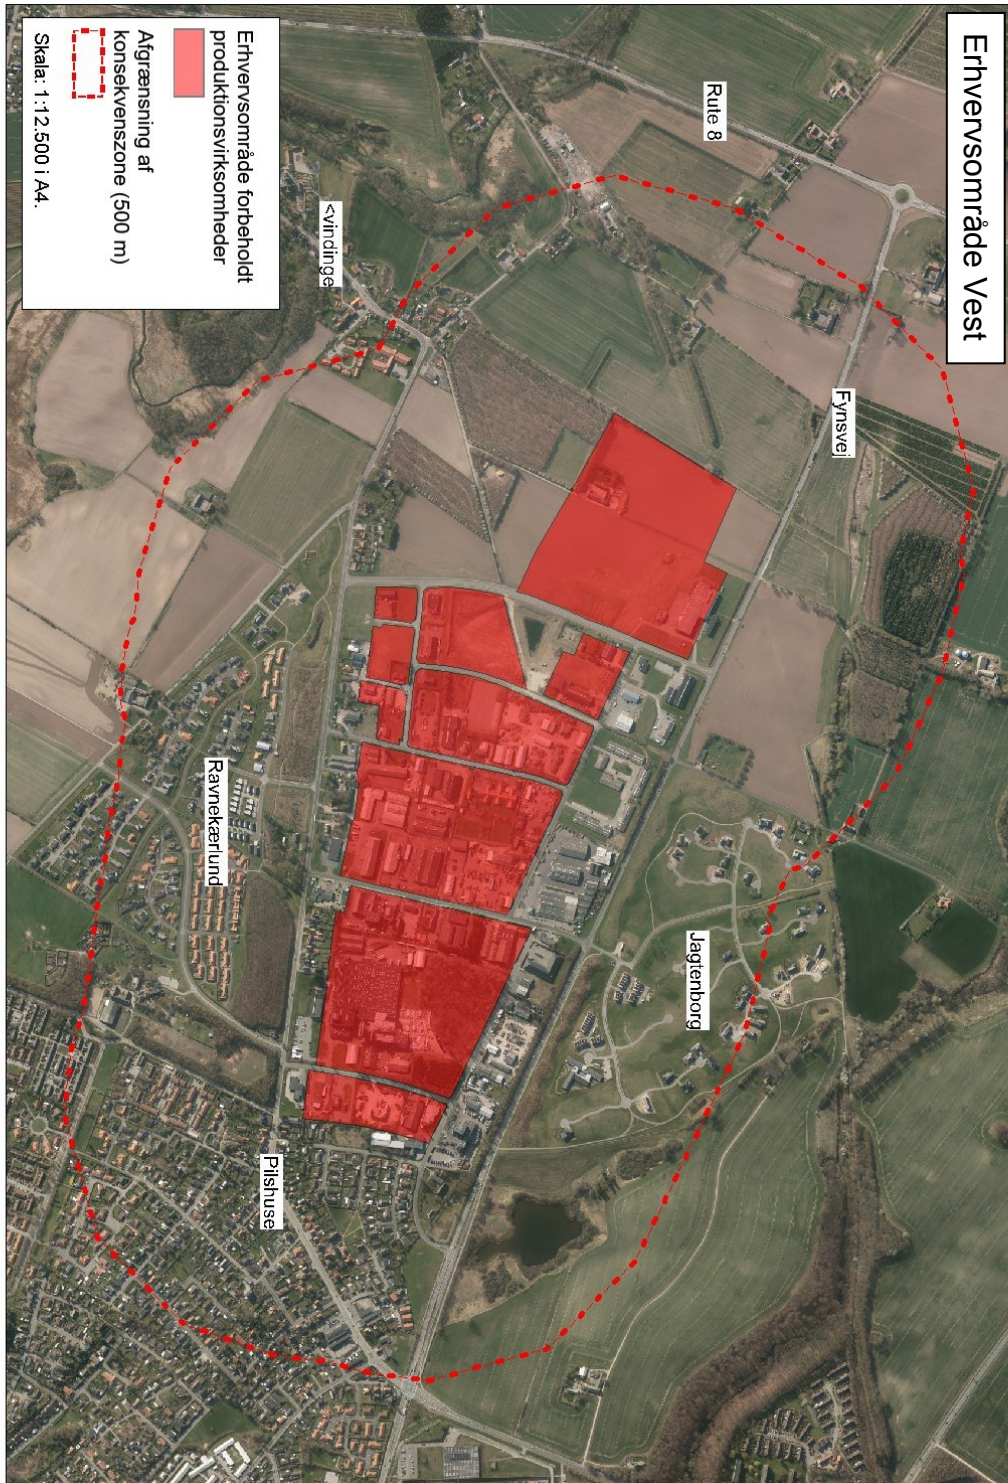 Erhvervsområde Vest
Rute 8
Fynsvej
<vindinge
Jagtenborg
Ravnekærlund
Pilshuse
Erhvervsområde forbeholdt
produktionsvirksomheder
Afgrænsning af
konsekvenszone (500 m)
Skala: 1:12.500 i A4.